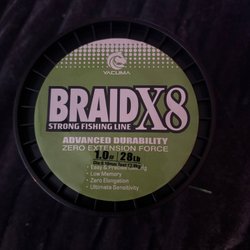 YACUMA
BRAIDX8
STRONG FISHING LINE
ADVANCED DURABILITY
ZERO EXTENSION FORCE
1.0# 28Lb
• Low Memory
• Zero Elongation
• Ultimate Sensitivity